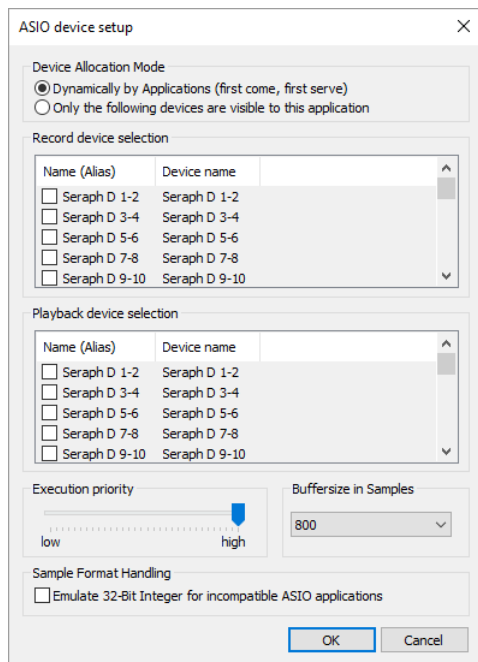 ASIO device setup
Device Allocation Mode
Dynamically by Applications (first come, first serve)
Only the following devices are visible to this application
Record device selection
Name (Alias) Device name
Seraph D 1-2 Seraph D 1-2
Seraph D 3-4 Seraph D 3-4
Seraph D 5-6 Seraph D 5-6
Seraph D 7-8 Seraph D 7-8
Seraph D 9-10 Seraph D 9-10
Playback device selection
Name (Alias) Device name
Seraph D 1-2 Seraph D 1-2
Seraph D 3-4 Seraph D 3-4
Seraph D 5-6 Seraph D 5-6
Seraph D 7-8 Seraph D 7-8
Seraph D 9-10 Seraph D 9-10
Execution priority Buffersize in Samples
800
low high
Sample Format Handling
Emulate 32-Bit Integer for incompatible ASIO applications
OK Cancel